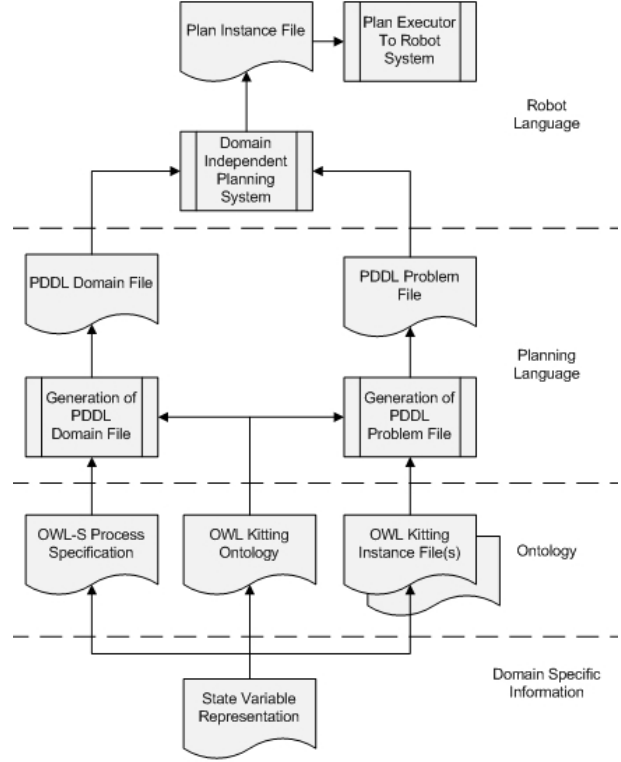 Plan Instance File
Plan Executor
To Robot
System
Robot
Language
Domain
Independent
Planning
System
PDDL Domain File
PDDL Problem
File
Planning
Language
Generation of
PDDL
Domain File
Generation of
PDDL
Problem File
OWL-S Process
Specification
OWL Kitting
Ontology
OWL Kitting
Instance File(s)
Ontology
Domain Specific
Information
State Variable
Representation